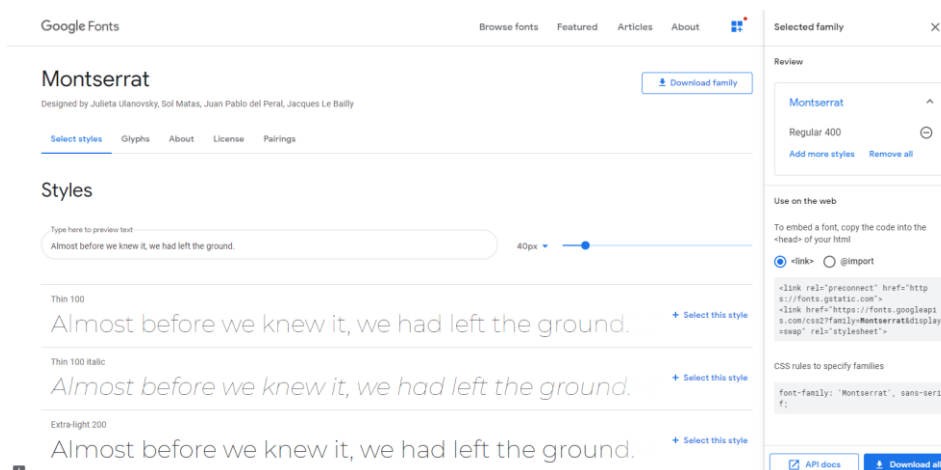 Google Fonts
Browse fonts Featured Articles About
Montserrat
Download family
Designed by Julieta Ulanovsky, Sol Matas, Juan Pablo del Peral, Jacques Le Bailly
Select styles Glyphs About License Pairings
Styles
Type here to preview text
Almost before we knew it, we had left the ground.
40px
Thin 100
Almost before we knew it, we had left the ground.
+ Select this style
Thin 100 italic
Almost before we knew it, we had left the ground.
+ Select this style
Extra-light 200
Almost before we knew it, we had left the ground.
+ Select this style
Selected family
Review
Montserrat
Regular 400
Add more styles Remove all
Use on the web
To embed a font, copy the code into the
<head> of your html
<link> @import
<link rel="preconnect" href="http
s://fonts.gstatic.com">
<link href="https://fonts.googleapi
s.com/css2?family=Montserrat&display
=swap" rel="stylesheet">
CSS rules to specify families
font-family: 'Montserrat', sans-seri
f;
API docs Download all